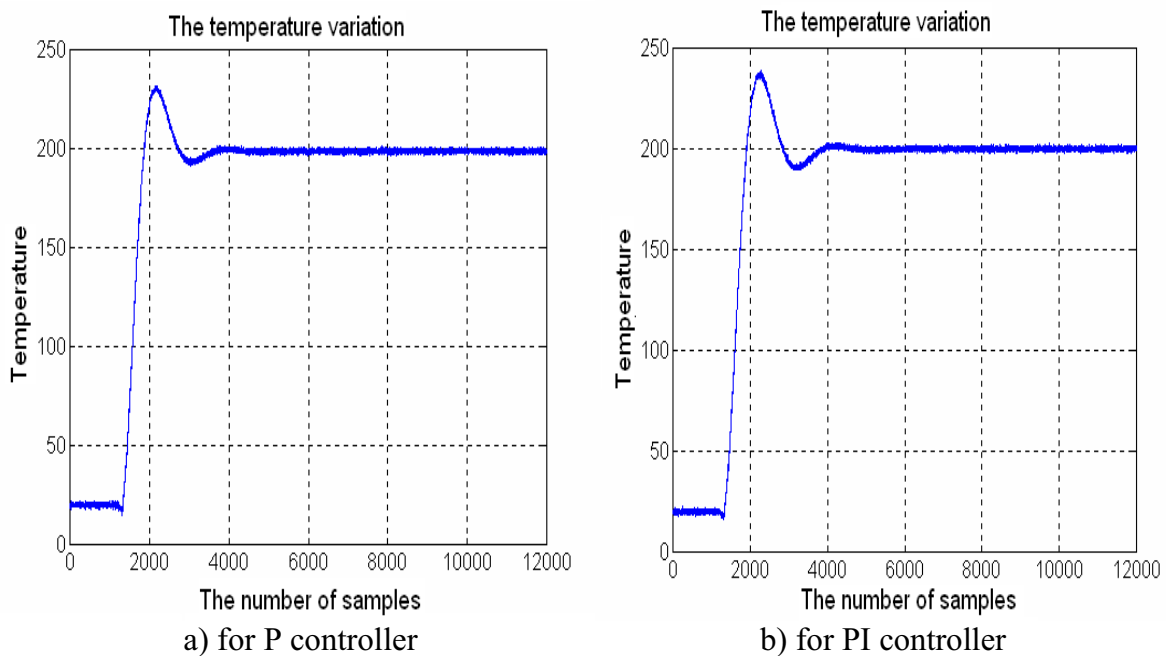 The temperature variation
250
200
150
100
50
0
Temperature
0 2000 4000 6000 8000 10000 12000
The number of samples
a) for P controller
The temperature variation
250
200
150
100
50
0
Temperature
0 2000 4000 6000 8000 10000 12000
The number of samples
b) for PI controller